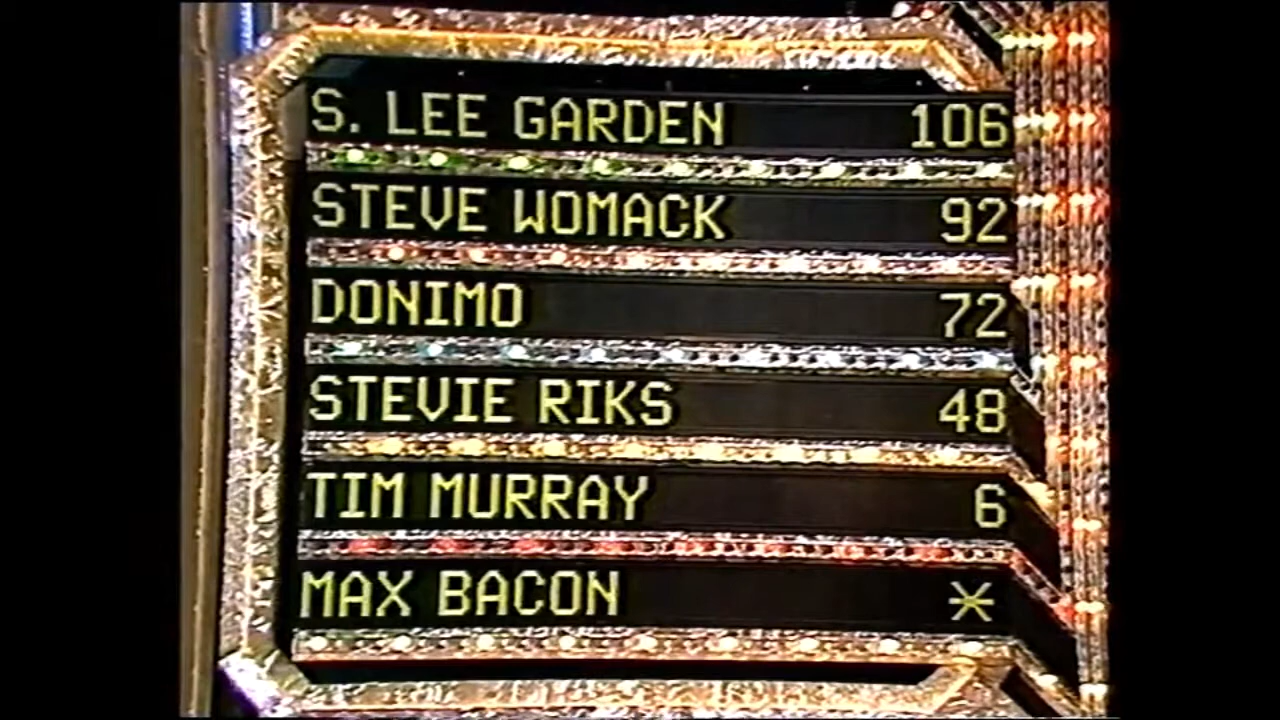 S. LEE GARDEN 106
STEVE WOMACK 92
DONIMO 72
STEVIE RIKS 48
TIM MURRAY 6
MAX BACON *